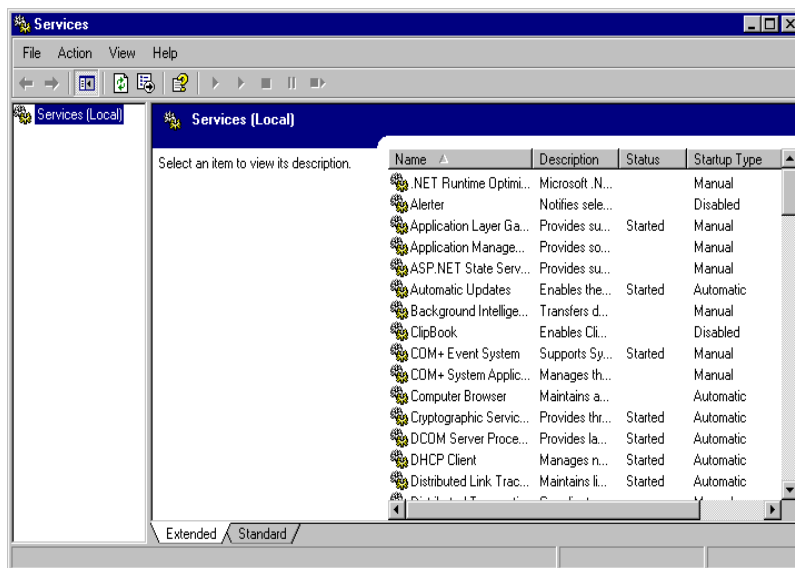 Services
File Action View Help
Services (Local)
Services (Local)
Select an item to view its description.
Name Description Status Startup Type
.NET Runtime Optimi... Microsoft .N... Manual
Alerter Notifies sele... Disabled
Application Layer Ga... Provides su... Started Manual
Application Manage... Provides so... Manual
ASP.NET State Serv... Provides su... Manual
Automatic Updates Enables the... Started Automatic
Background Intellige... Transfers d... Manual
ClipBook Enables Cli... Disabled
COM+ Event System Supports Sy... Started Manual
COM+ System Applic... Manages th... Manual
Computer Browser Maintains a... Automatic
Cryptographic Servic... Provides thr... Started Automatic
DCOM Server Proce... Provides la... Started Automatic
DHCP Client Manages n... Started Automatic
Distributed Link Trac... Maintains li... Started Automatic
Extended Standard